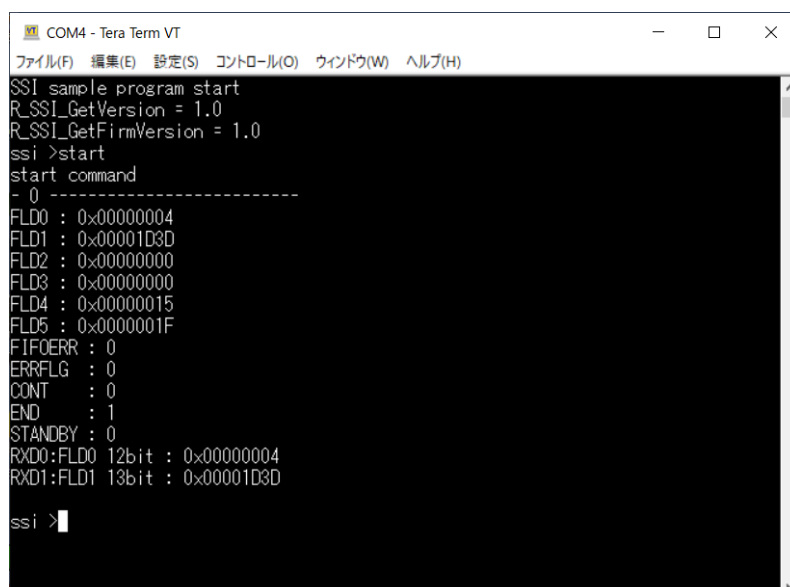 COM4 - Tera Term VT
ファイル(F) 編集(E) 設定(S) コントロール(O) ウィンドウ(W) ヘルプ(H)
SSI sample program start
R_SSI_GetVersion = 1.0
R_SSI_GetFirmVersion = 1.0
ssi >start
start command
- 0 --------------------------
FLD0 : 0x00000004
FLD1 : 0x00001D3D
FLD2 : 0x00000000
FLD3 : 0x00000000
FLD4 : 0x00000015
FLD5 : 0x0000001F
FIFOERR : 0
ERRFLG  : 0
CONT    : 0
END     : 1
STANDBY : 0
RXD0:FLD0 12bit : 0x00000004
RXD1:FLD1 13bit : 0x00001D3D
ssi >